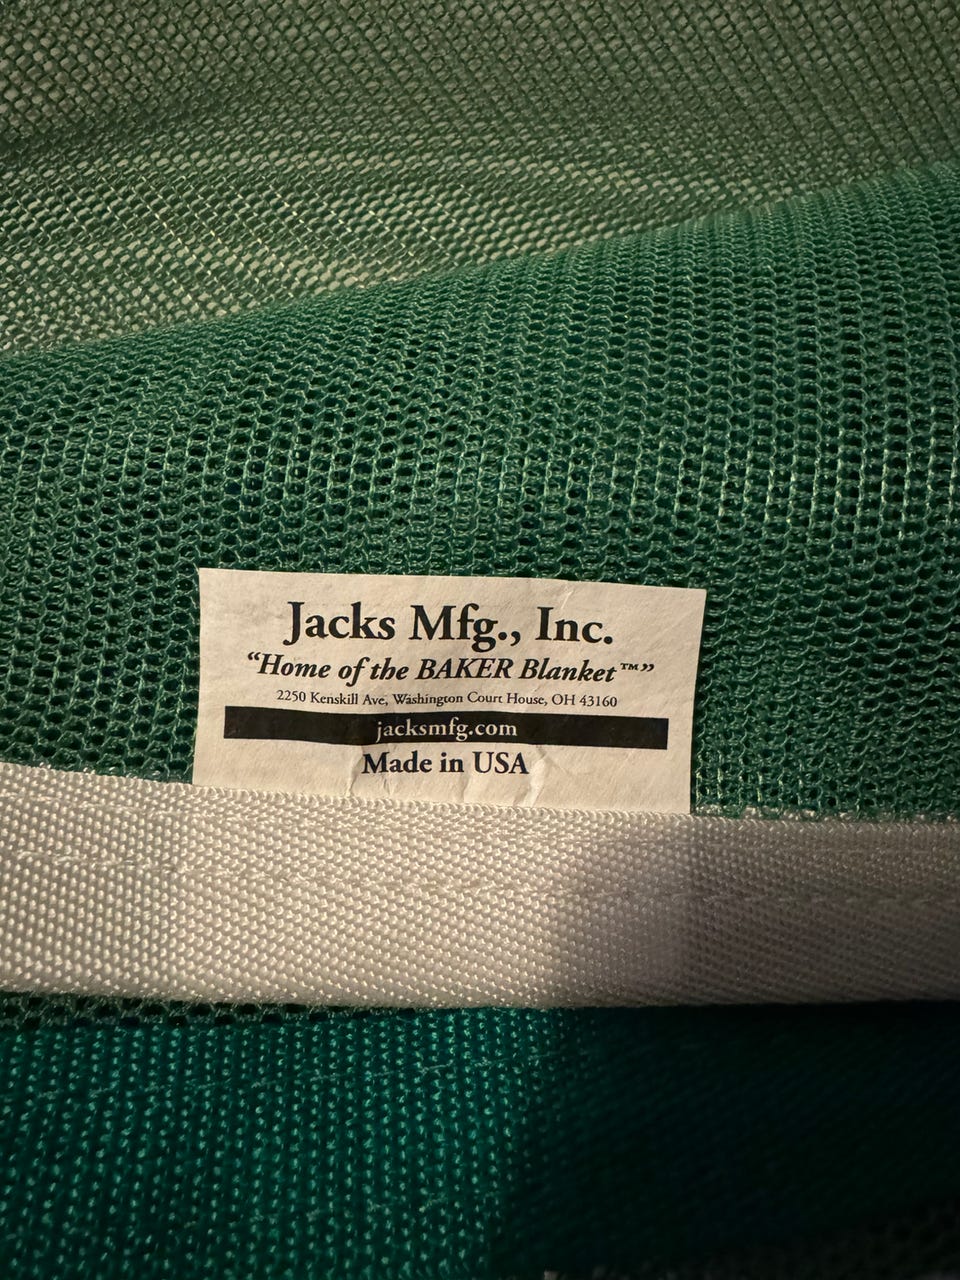 Jacks Mfg., Inc.
“Home of the BAKER Blanket™”
2250 Kenskill Ave, Washington Court House, OH 43160
jacksmfg.com
Made in USA